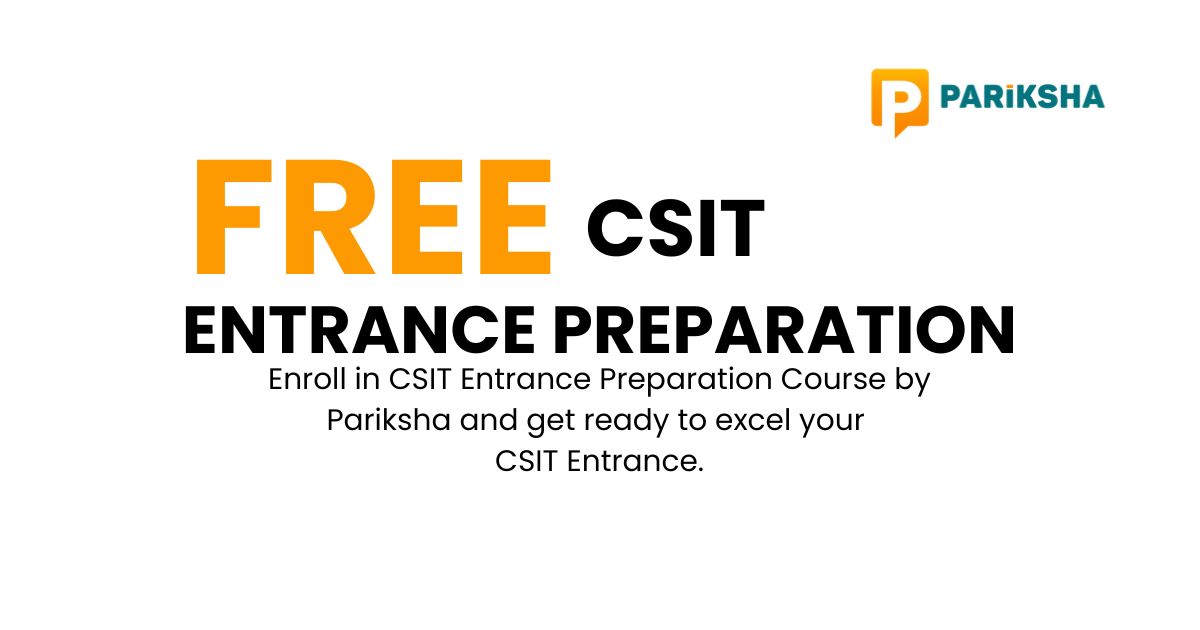 PARiKSHA
FREE CSIT
ENTRANCE PREPARATION
Enroll in CSIT Entrance Preparation Course by
Pariksha and get ready to excel your
CSIT Entrance.